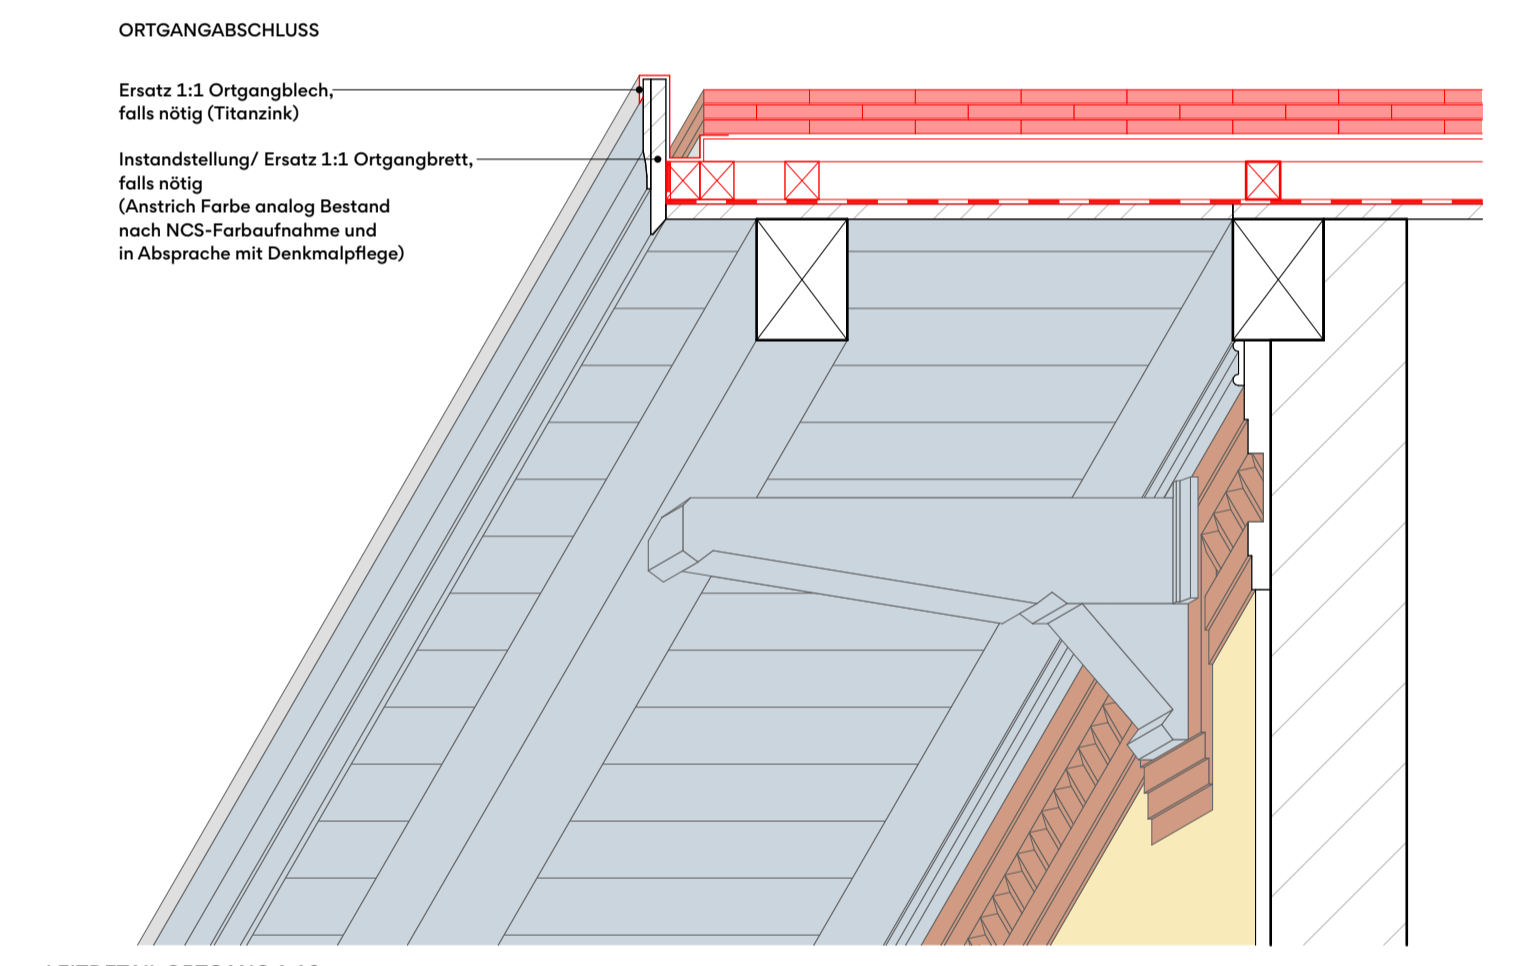 ORTGANGABSCHLUSS
Ersatz 1:1 Ortgangblech,
falls nötig (Titanzink)
Instandstellung/ Ersatz 1:1 Ortgangbrett,
falls nötig
(Anstrich Farbe analog Bestand
nach NCS-Farbaufnahme und
in Absprache mit Denkmalpflege)